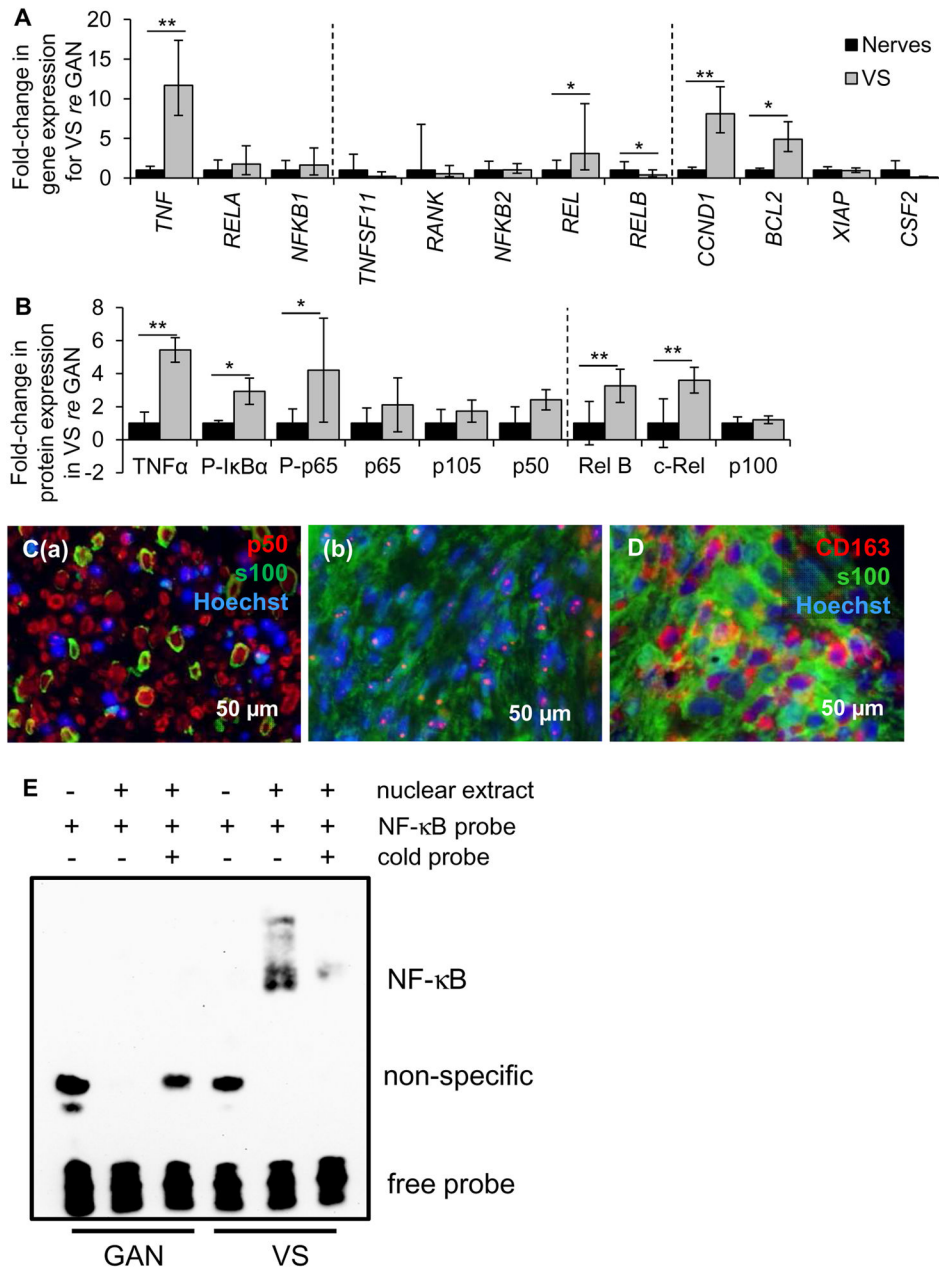 A
Fold-change in
gene expression
for VS re GAN
20
15
10
5
0
** * * ** *
Nerves
VS
TNF RELA NFKB1 TNFSF11 RANK NFKB2 REL RELB CCND1 BCL2 XIAP CSF2
B
Fold-change in
protein expression
in VS re GAN
8
6
4
2
0
-2
** * * ** **
TNFα P-IκBα P-p65 p65 p105 p50 Rel B c-Rel p100
C(a) p50
s100
Hoechst
50 µm
(b)
50 µm
D CD163
s100
Hoechst
50 µm
E - + + - + + nuclear extract
+ + + + + + NF-κB probe
- - + - - + cold probe
NF-κB
non-specific
free probe
GAN VS